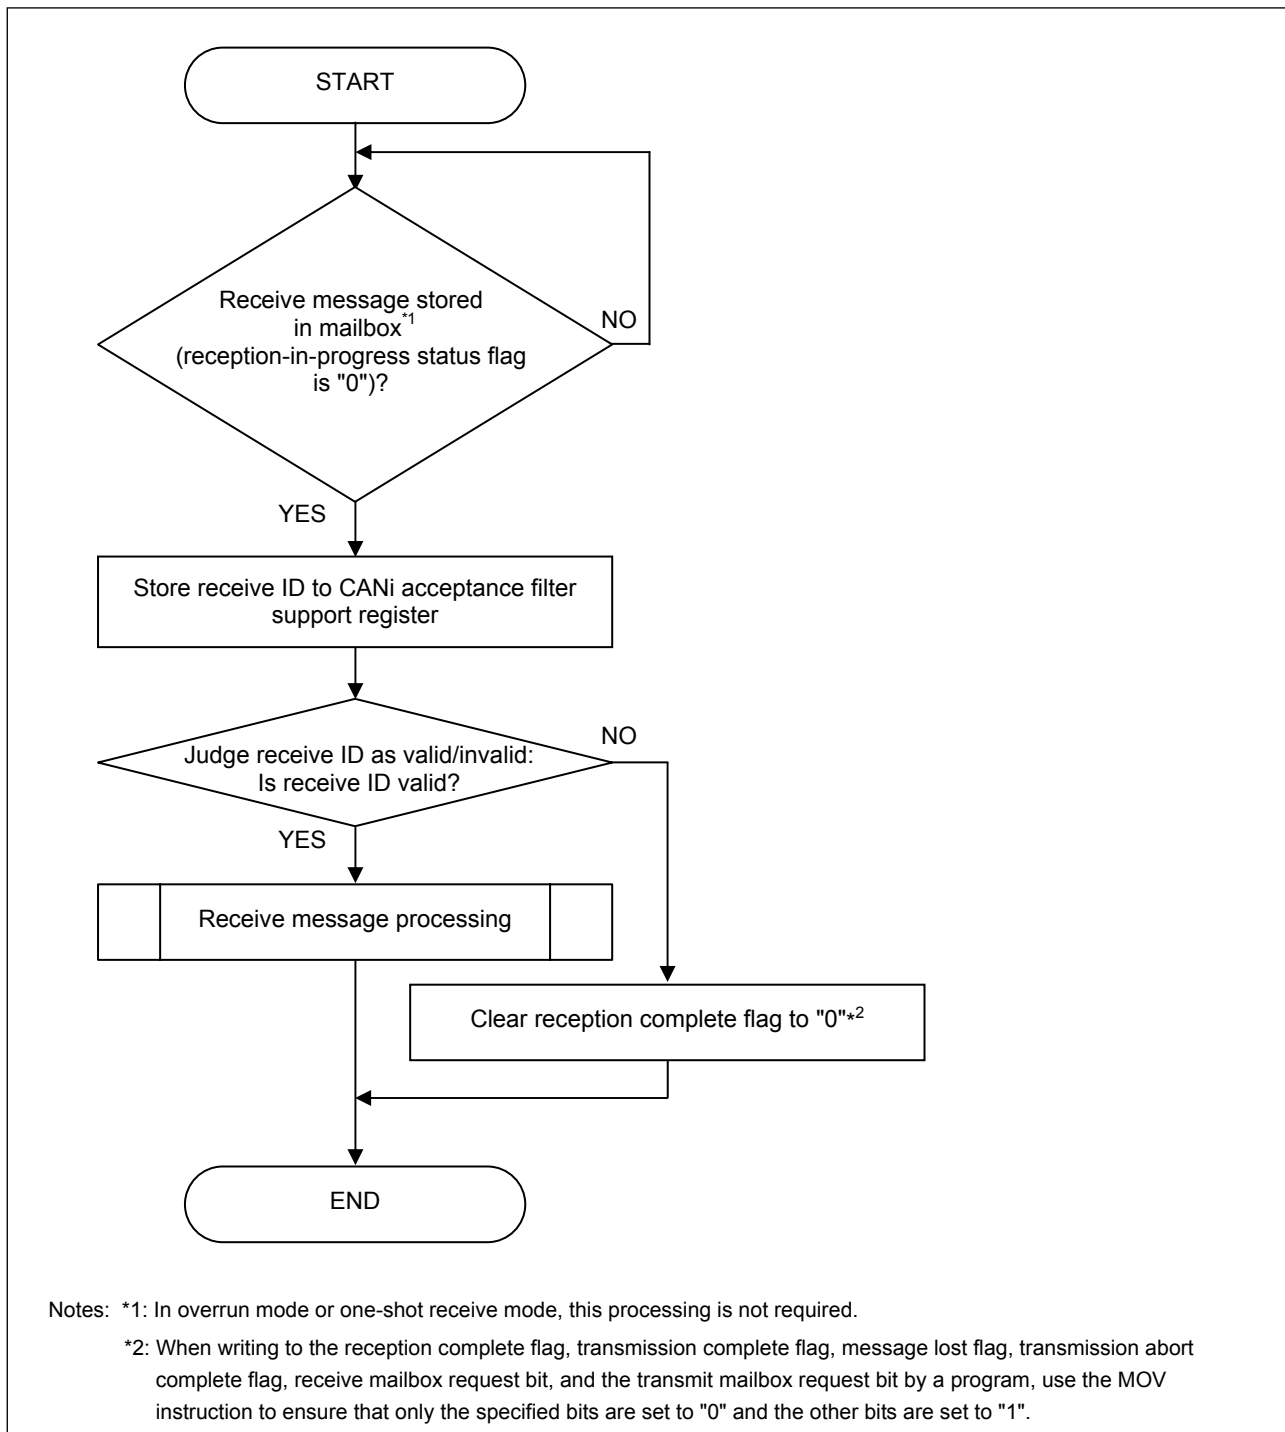 START
Receive message stored
in mailbox*1
(reception-in-progress status flag
is "0")?
NO
YES
Store receive ID to CANi acceptance filter
support register
Judge receive ID as valid/invalid:
Is receive ID valid?
NO
YES
Receive message processing
Clear reception complete flag to "0"*2
END
Notes: *1: In overrun mode or one-shot receive mode, this processing is not required.
*2: When writing to the reception complete flag, transmission complete flag, message lost flag, transmission abort
complete flag, receive mailbox request bit, and the transmit mailbox request bit by a program, use the MOV
instruction to ensure that only the specified bits are set to "0" and the other bits are set to "1".